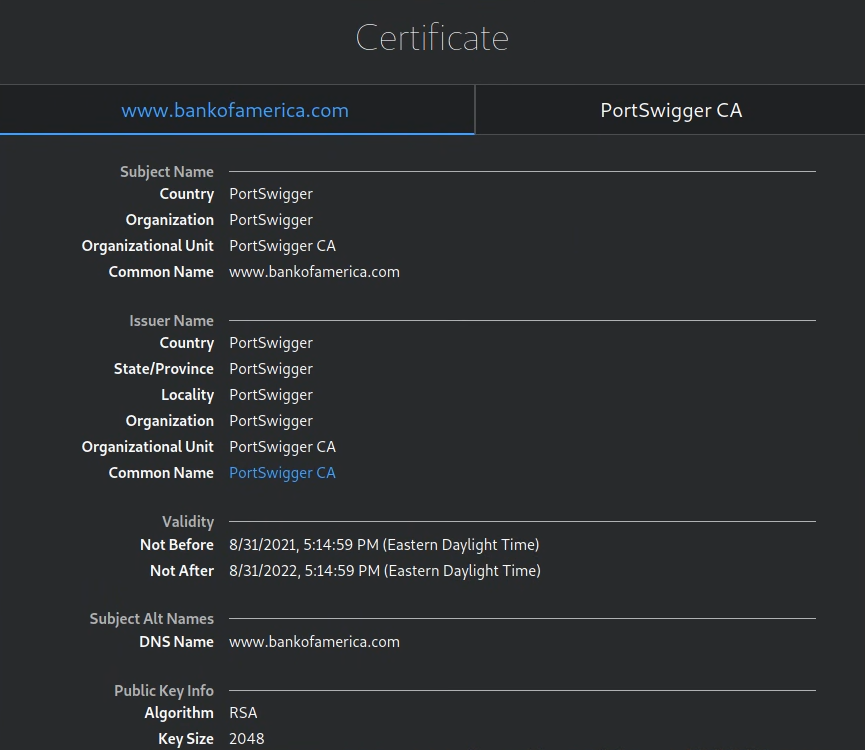 Certificate
www.bankofamerica.com PortSwigger CA
Subject Name
Country PortSwigger
Organization PortSwigger
Organizational Unit PortSwigger CA
Common Name www.bankofamerica.com
Issuer Name
Country PortSwigger
State/Province PortSwigger
Locality PortSwigger
Organization PortSwigger
Organizational Unit PortSwigger CA
Common Name PortSwigger CA
Validity
Not Before 8/31/2021, 5:14:59 PM (Eastern Daylight Time)
Not After 8/31/2022, 5:14:59 PM (Eastern Daylight Time)
Subject Alt Names
DNS Name www.bankofamerica.com
Public Key Info
Algorithm RSA
Key Size 2048